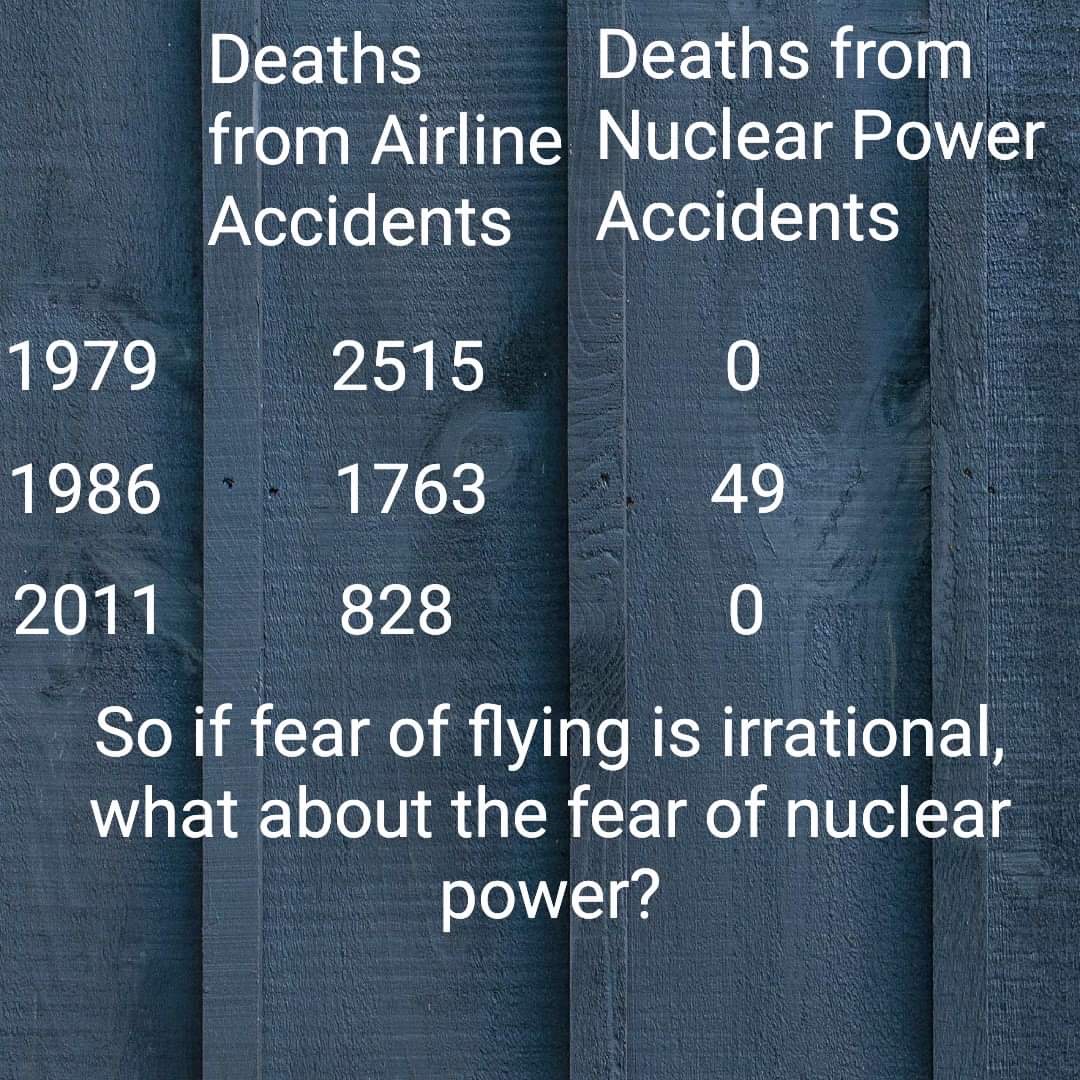 Deaths from Airline Accidents
Deaths from Nuclear Power Accidents
1979 2515 0
1986 1763 49
2011 828 0
So if fear of flying is irrational,
what about the fear of nuclear
power?